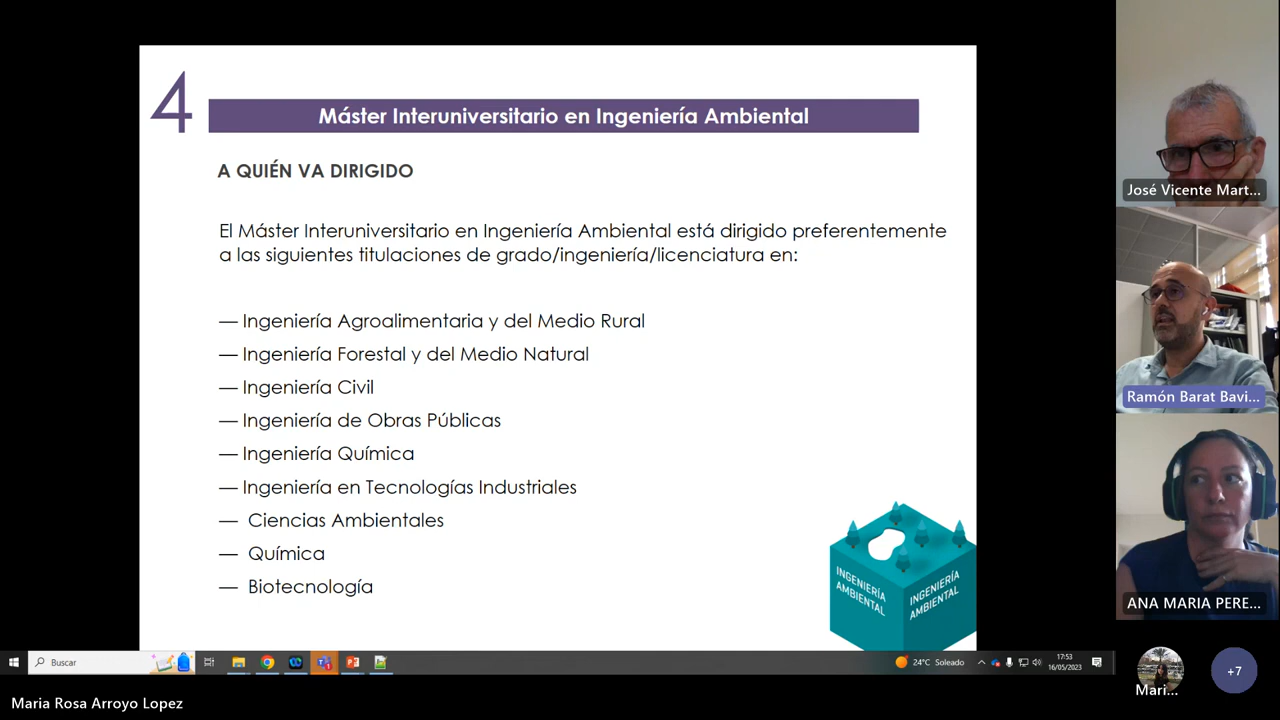 4
Máster Interuniversitario en Ingeniería Ambiental
A QUIÉN VA DIRIGIDO
El Máster Interuniversitario en Ingeniería Ambiental está dirigido preferentemente
a las siguientes titulaciones de grado/ingeniería/licenciatura en:
— Ingeniería Agroalimentaria y del Medio Rural
— Ingeniería Forestal y del Medio Natural
— Ingeniería Civil
— Ingeniería de Obras Públicas
— Ingeniería Química
— Ingeniería en Tecnologías Industriales
— Ciencias Ambientales
— Química
— Biotecnología
INGENIERÍA
AMBIENTAL
INGENIERÍA
AMBIENTAL
José Vicente Mart...
Ramón Barat Bavi...
ANA MARIA PERE...
Mari...
+7
Buscar
24°C Soleado
17:53
16/05/2023
Maria Rosa Arroyo Lopez